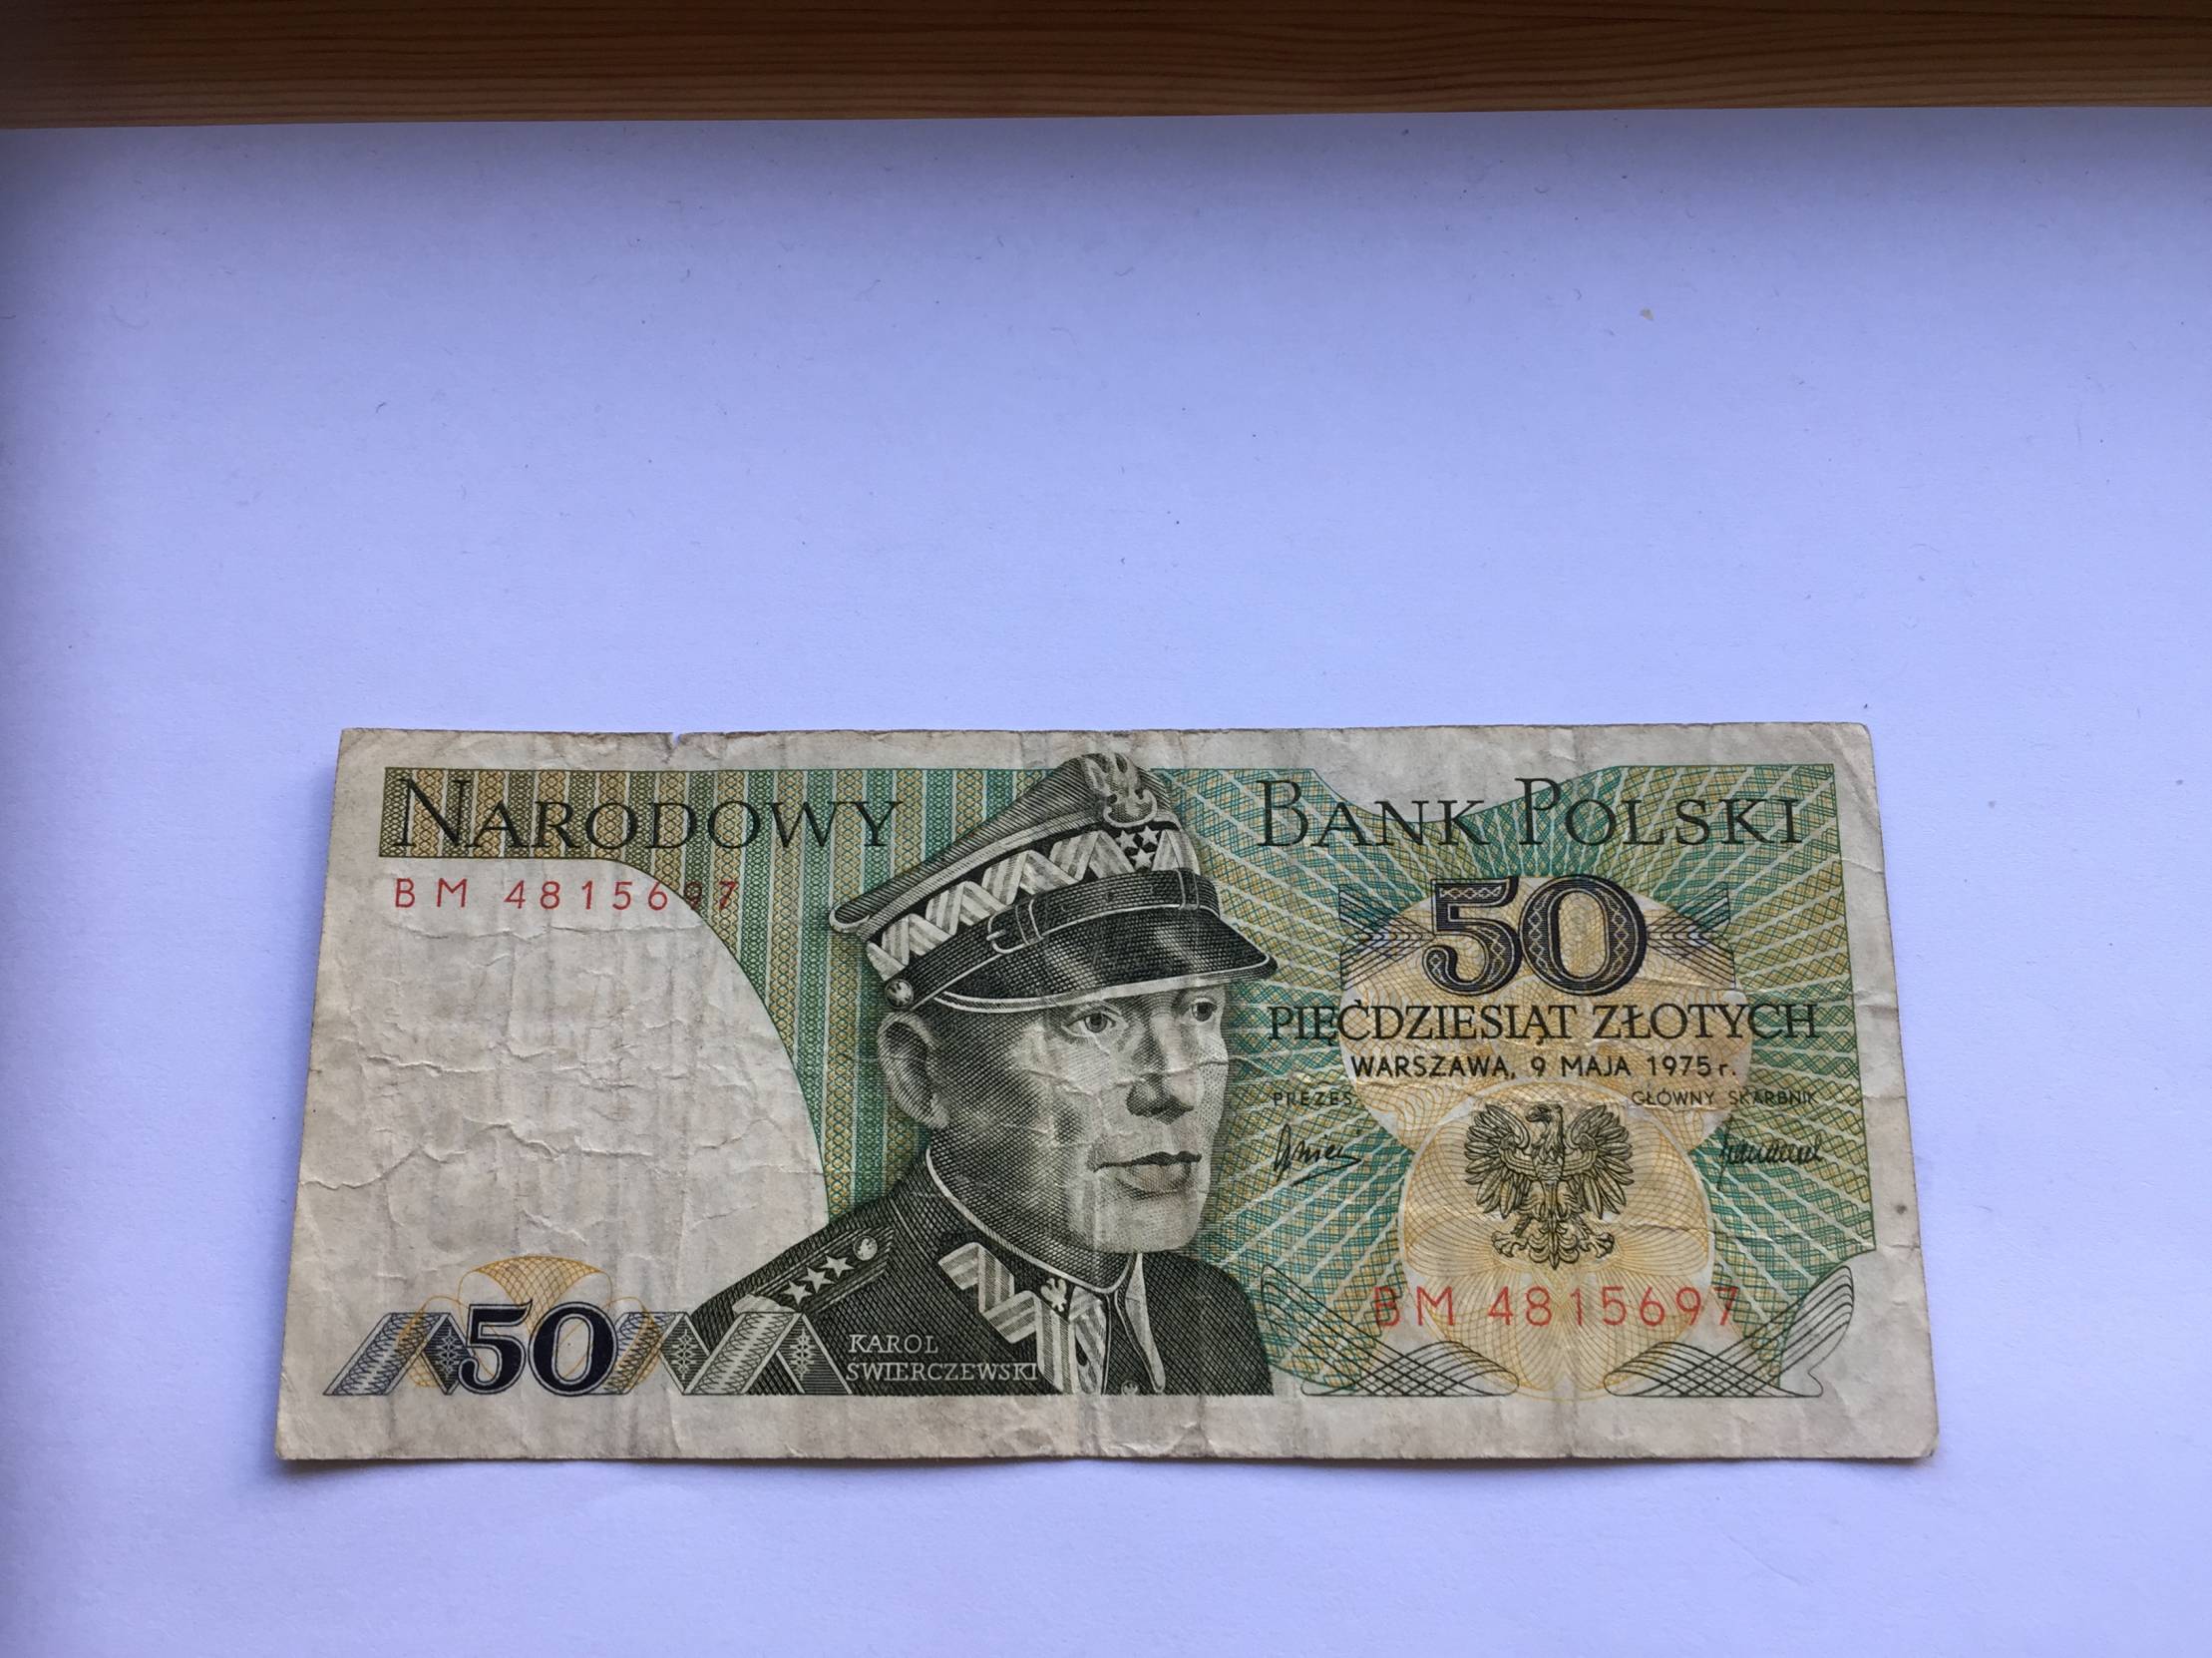 NARODOWY BANK POLSKI
BM 4815697
50
PIĘĆDZIESIĄT ZŁOTYCH
WARSZAWA, 9 MAJA 1975 r.
PREZES GŁÓWNY SKARBNIK
BM 4815697
50
KAROL
ŚWIERCZEWSKI